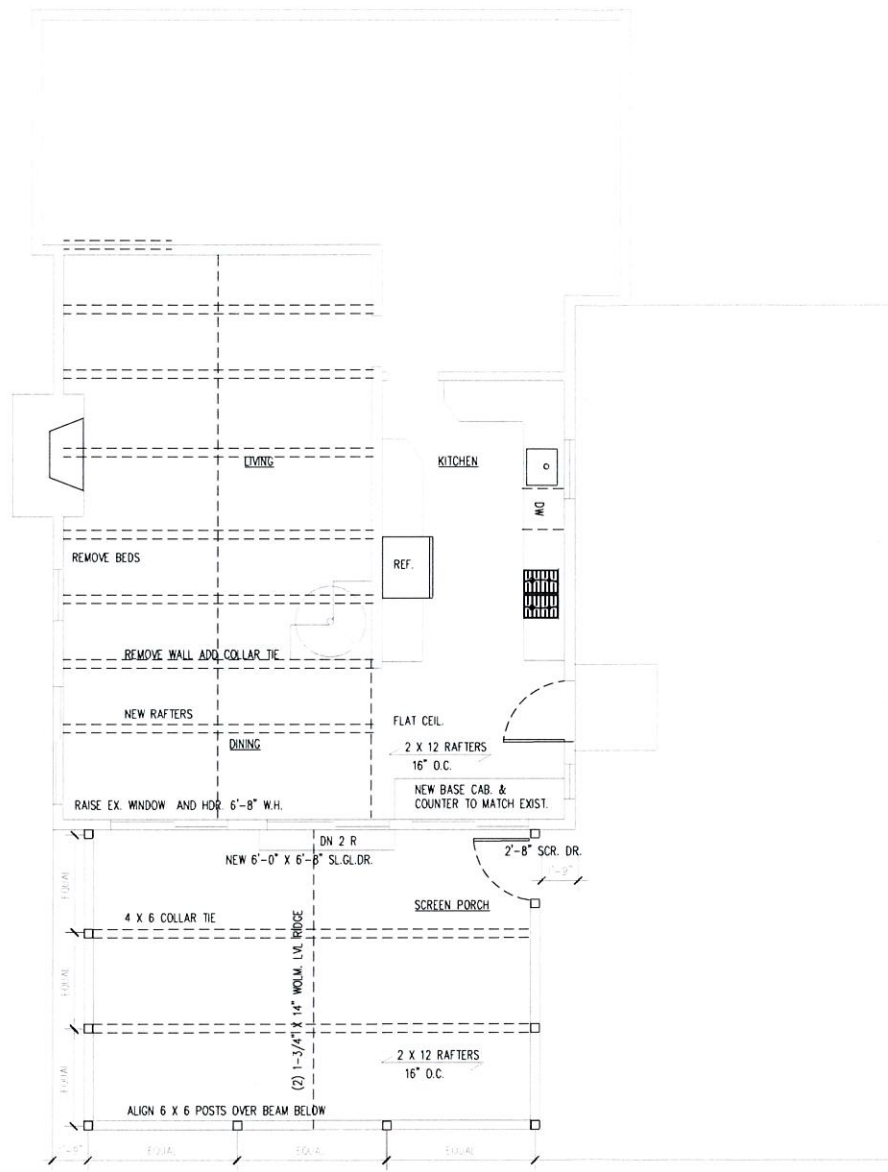 LIVING
KITCHEN
DW
REMOVE BEDS
REF.
REMOVE WALL ADD COLLAR TIE
NEW RAFTERS
FLAT CEIL.
DINING
2 X 12 RAFTERS
16" O.C.
RAISE EX. WINDOW AND HDR. 6'-8" W.H.
NEW BASE CAB. &
COUNTER TO MATCH EXIST.
DN 2 R
NEW 6'-0" X 6'-8" SL.GL.DR.
2'-8" SCR. DR.
EQUAL
SCREEN PORCH
4 X 6 COLLAR TIE
(2) 1-3/4" X 14" WOLM. LVL RIDGE
EQUAL
2 X 12 RAFTERS
16" O.C.
EQUAL
ALIGN 6 X 6 POSTS OVER BEAM BELOW
EQUAL
EQUAL
EQUAL